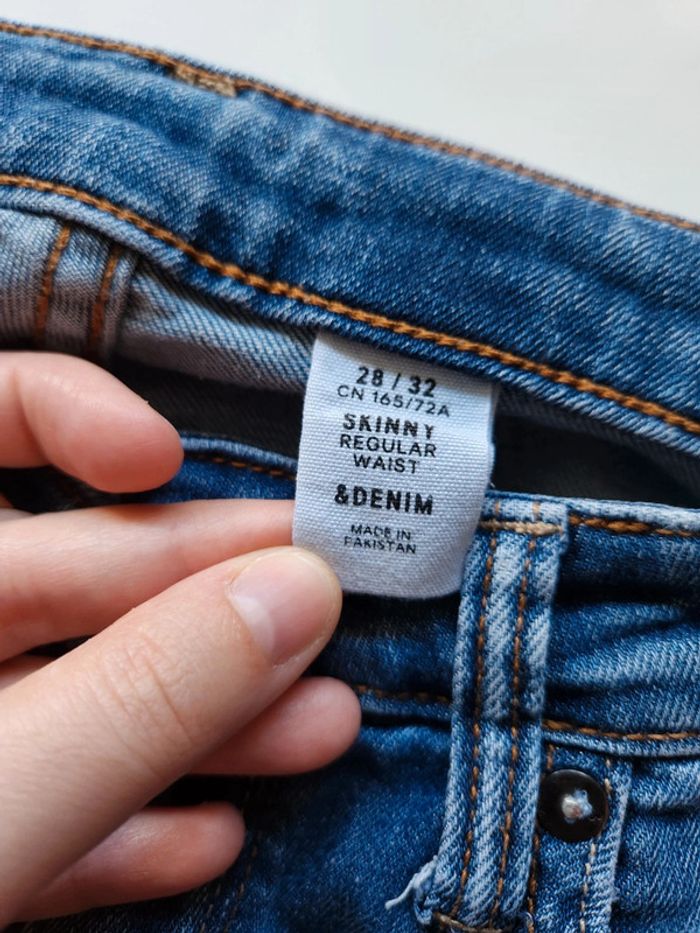 28 / 32
CN 165/72A
SKINNY
REGULAR
WAIST
&DENIM
MADE IN
PAKISTAN